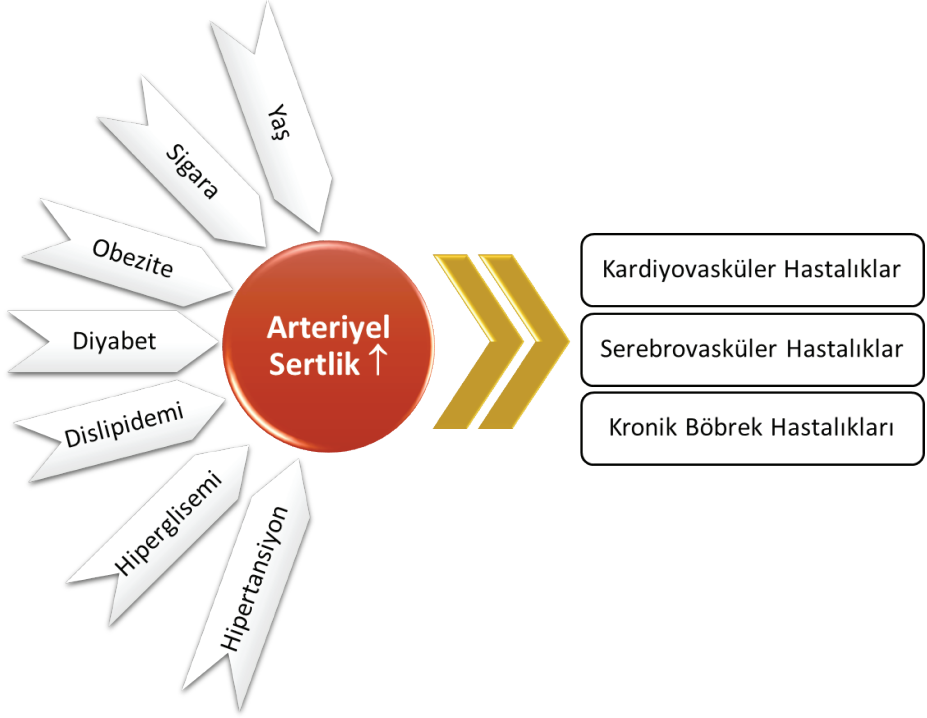 Yaş
Sigara
Obezite
Diyabet
Dislipidemi
Hiperglisemi
Hipertansiyon
Arteriyel
Sertlik ↑
Kardiyovasküler Hastalıklar
Serebrovasküler Hastalıklar
Kronik Böbrek Hastalıkları